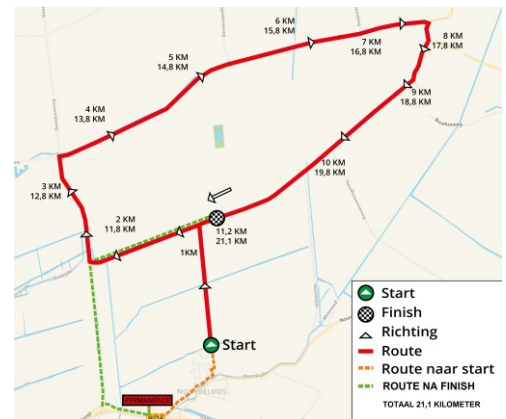 6 KM
15,8 KM
7 KM
16,8 KM
8 KM
17,8 KM
5 KM
14,8 KM
9 KM
18,8 KM
4 KM
13,8 KM
10 KM
19,8 KM
3 KM
12,8 KM
2 KM
11,8 KM
11,2 KM
21,1 KM
1KM
Start
PERMANENCE
Start
Finish
Richting
Route
Route naar start
ROUTE NA FINISH
TOTAAL 21,1 KILOMETER